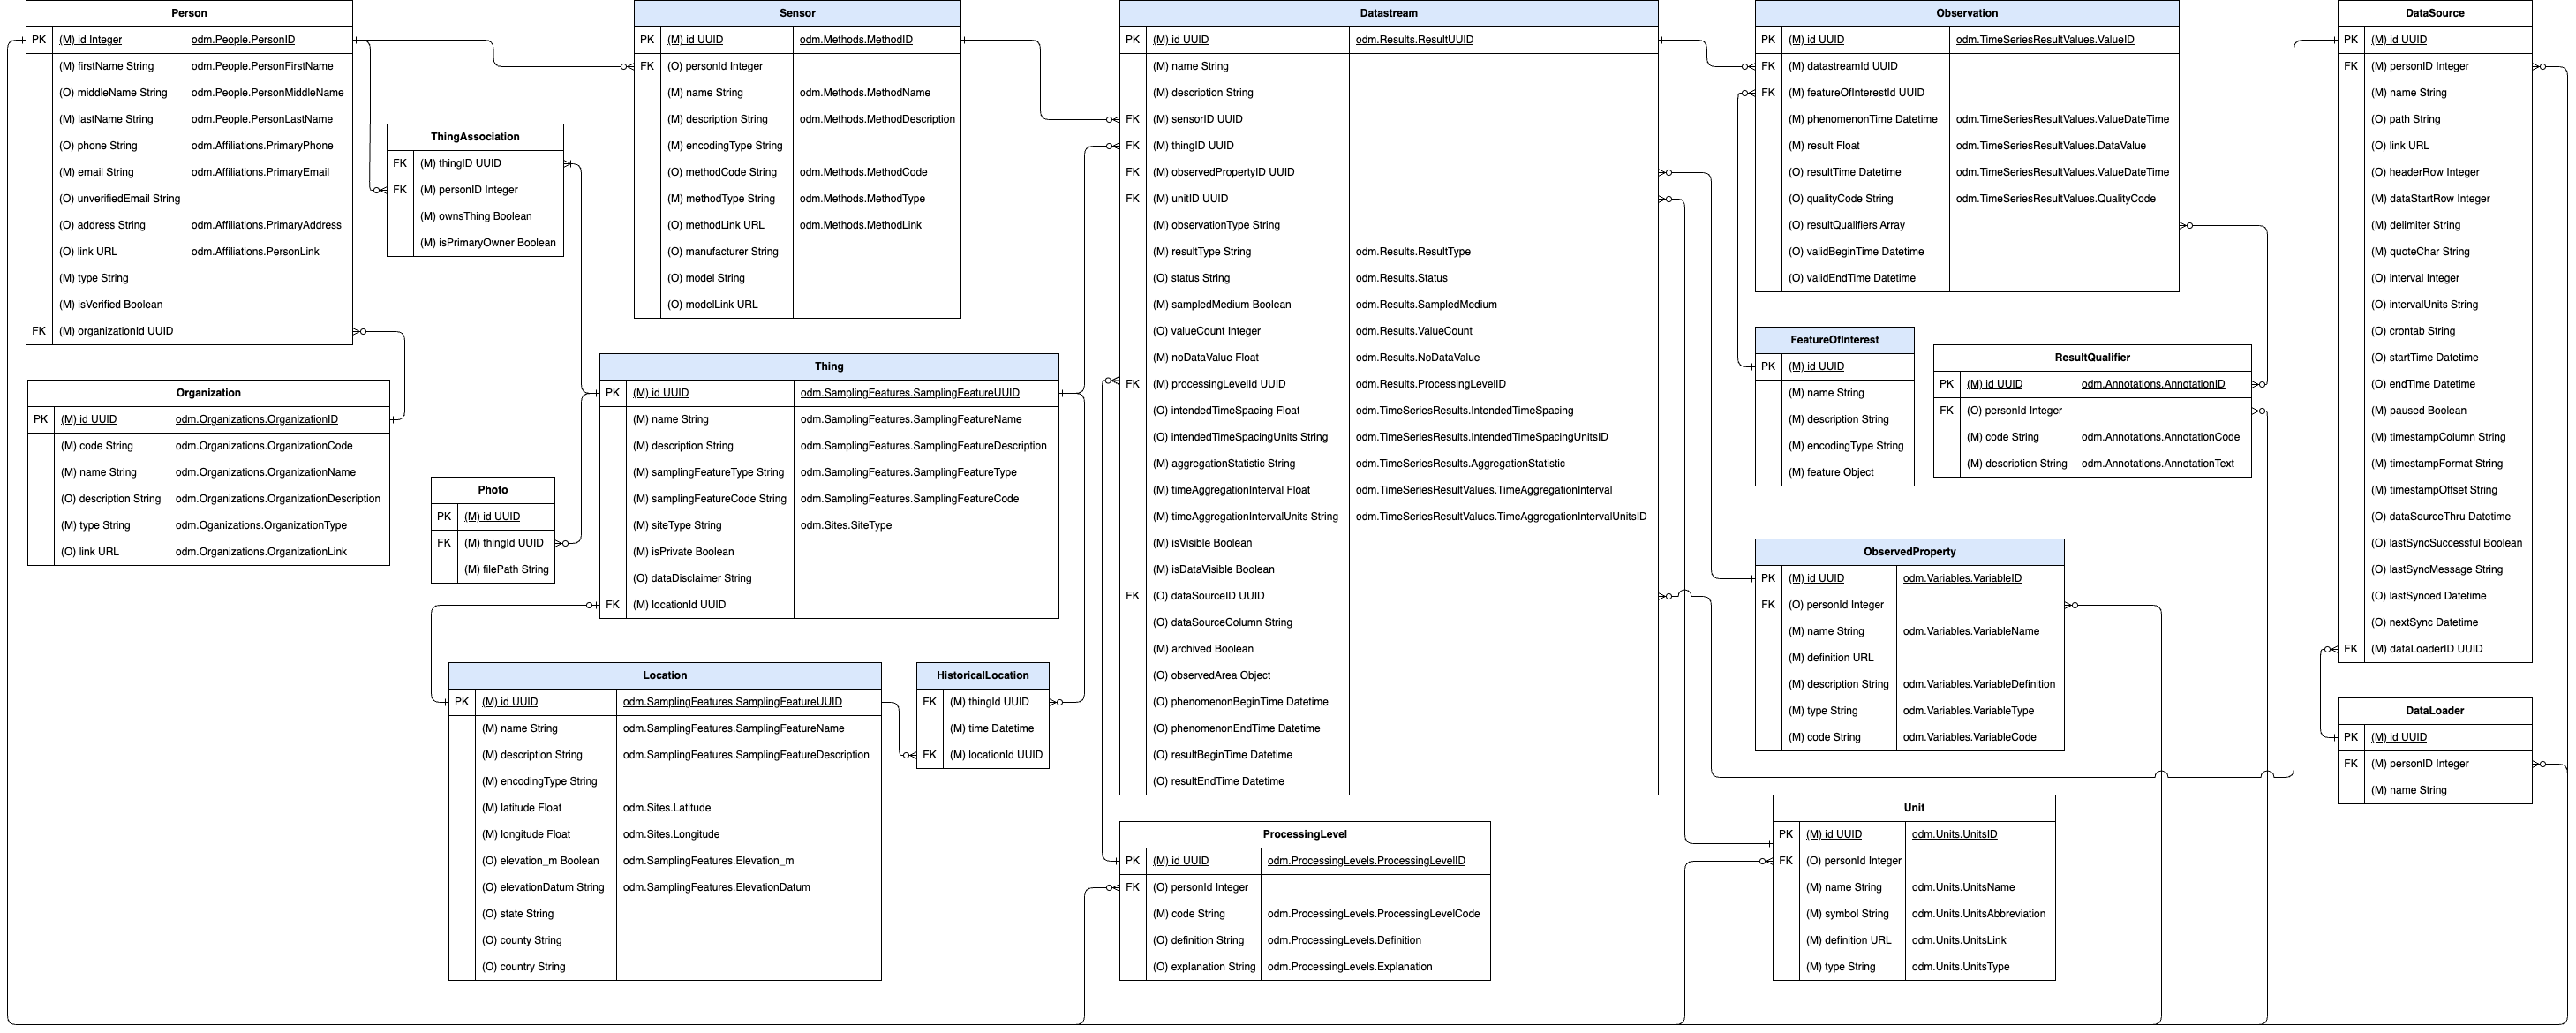 Person
PK (M) id Integer odm.People.PersonID
(M) firstName String odm.People.PersonFirstName
(O) middleName String odm.People.PersonMiddleName
(M) lastName String odm.People.PersonLastName
(O) phone String odm.Affiliations.PrimaryPhone
(M) email String odm.Affiliations.PrimaryEmail
(O) unverifiedEmail String
(O) address String odm.Affiliations.PrimaryAddress
(O) link URL odm.Affiliations.PersonLink
(M) type String
(M) isVerified Boolean
FK (M) organizationId UUID
Organization
PK (M) id UUID odm.Organizations.OrganizationID
(M) code String odm.Organizations.OrganizationCode
(M) name String odm.Organizations.OrganizationName
(O) description String odm.Organizations.OrganizationDescription
(M) type String odm.Oganizations.OrganizationType
(O) link URL odm.Organizations.OrganizationLink
ThingAssociation
FK (M) thingID UUID
FK (M) personID Integer
(M) ownsThing Boolean
(M) isPrimaryOwner Boolean
Photo
PK (M) id UUID
FK (M) thingId UUID
(M) filePath String
Sensor
PK (M) id UUID odm.Methods.MethodID
FK (O) personId Integer
(M) name String odm.Methods.MethodName
(M) description String odm.Methods.MethodDescription
(M) encodingType String
(O) methodCode String odm.Methods.MethodCode
(M) methodType String odm.Methods.MethodType
(O) methodLink URL odm.Methods.MethodLink
(O) manufacturer String
(O) model String
(O) modelLink URL
Thing
PK (M) id UUID odm.SamplingFeatures.SamplingFeatureUUID
(M) name String odm.SamplingFeatures.SamplingFeatureName
(M) description String odm.SamplingFeatures.SamplingFeatureDescription
(M) samplingFeatureType String odm.SamplingFeatures.SamplingFeatureType
(M) samplingFeatureCode String odm.SamplingFeatures.SamplingFeatureCode
(M) siteType String odm.Sites.SiteType
(M) isPrivate Boolean
(O) dataDisclaimer String
FK (M) locationId UUID
Location
PK (M) id UUID odm.SamplingFeatures.SamplingFeatureUUID
(M) name String odm.SamplingFeatures.SamplingFeatureName
(M) description String odm.SamplingFeatures.SamplingFeatureDescription
(M) encodingType String
(M) latitude Float odm.Sites.Latitude
(M) longitude Float odm.Sites.Longitude
(O) elevation_m Boolean odm.SamplingFeatures.Elevation_m
(O) elevationDatum String odm.SamplingFeatures.ElevationDatum
(O) state String
(O) county String
(O) country String
HistoricalLocation
FK (M) thingId UUID
(M) time Datetime
FK (M) locationId UUID
Datastream
PK (M) id UUID odm.Results.ResultUUID
(M) name String
(M) description String
FK (M) sensorID UUID
FK (M) thingID UUID
FK (M) observedPropertyID UUID
FK (M) unitID UUID
(M) observationType String
(M) resultType String odm.Results.ResultType
(O) status String odm.Results.Status
(M) sampledMedium Boolean odm.Results.SampledMedium
(O) valueCount Integer odm.Results.ValueCount
(M) noDataValue Float odm.Results.NoDataValue
FK (M) processingLevelId UUID odm.Results.ProcessingLevelID
(O) intendedTimeSpacing Float odm.TimeSeriesResults.IntendedTimeSpacing
(O) intendedTimeSpacingUnits String odm.TimeSeriesResults.IntendedTimeSpacingUnitsID
(M) aggregationStatistic String odm.TimeSeriesResults.AggregationStatistic
(M) timeAggregationInterval Float odm.TimeSeriesResultValues.TimeAggregationInterval
(M) timeAggregationIntervalUnits String odm.TimeSeriesResultValues.TimeAggregationIntervalUnitsID
(M) isVisible Boolean
(M) isDataVisible Boolean
FK (O) dataSourceID UUID
(O) dataSourceColumn String
(M) archived Boolean
(O) observedArea Object
(O) phenomenonBeginTime Datetime
(O) phenomenonEndTime Datetime
(O) resultBeginTime Datetime
(O) resultEndTime Datetime
ProcessingLevel
PK (M) id UUID odm.ProcessingLevels.ProcessingLevelID
FK (O) personId Integer
(M) code String odm.ProcessingLevels.ProcessingLevelCode
(O) definition String odm.ProcessingLevels.Definition
(O) explanation String odm.ProcessingLevels.Explanation
Observation
PK (M) id UUID odm.TimeSeriesResultValues.ValueID
FK (M) datastreamId UUID
FK (M) featureOfInterestId UUID
(M) phenomenonTime Datetime odm.TimeSeriesResultValues.ValueDateTime
(M) result Float odm.TimeSeriesResultValues.DataValue
(O) resultTime Datetime odm.TimeSeriesResultValues.ValueDateTime
(O) qualityCode String odm.TimeSeriesResultValues.QualityCode
(O) resultQualifiers Array
(O) validBeginTime Datetime
(O) validEndTime Datetime
FeatureOfInterest
PK (M) id UUID
(M) name String
(M) description String
(M) encodingType String
(M) feature Object
ResultQualifier
PK (M) id UUID odm.Annotations.AnnotationID
FK (O) personId Integer
(M) code String odm.Annotations.AnnotationCode
(M) description String odm.Annotations.AnnotationText
ObservedProperty
PK (M) id UUID odm.Variables.VariableID
FK (O) personId Integer
(M) name String odm.Variables.VariableName
(M) definition URL
(M) description String odm.Variables.VariableDefinition
(M) type String odm.Variables.VariableType
(M) code String odm.Variables.VariableCode
Unit
PK (M) id UUID odm.Units.UnitsID
FK (O) personId Integer
(M) name String odm.Units.UnitsName
(M) symbol String odm.Units.UnitsAbbreviation
(M) definition URL odm.Units.UnitsLink
(M) type String odm.Units.UnitsType
DataSource
PK (M) id UUID
FK (M) personID Integer
(M) name String
(O) path String
(O) link URL
(O) headerRow Integer
(M) dataStartRow Integer
(M) delimiter String
(M) quoteChar String
(O) interval Integer
(O) intervalUnits String
(O) crontab String
(O) startTime Datetime
(O) endTime Datetime
(M) paused Boolean
(M) timestampColumn String
(M) timestampFormat String
(M) timestampOffset String
(O) dataSourceThru Datetime
(O) lastSyncSuccessful Boolean
(O) lastSyncMessage String
(O) lastSynced Datetime
(O) nextSync Datetime
FK (M) dataLoaderID UUID
DataLoader
PK (M) id UUID
FK (M) personID Integer
(M) name String